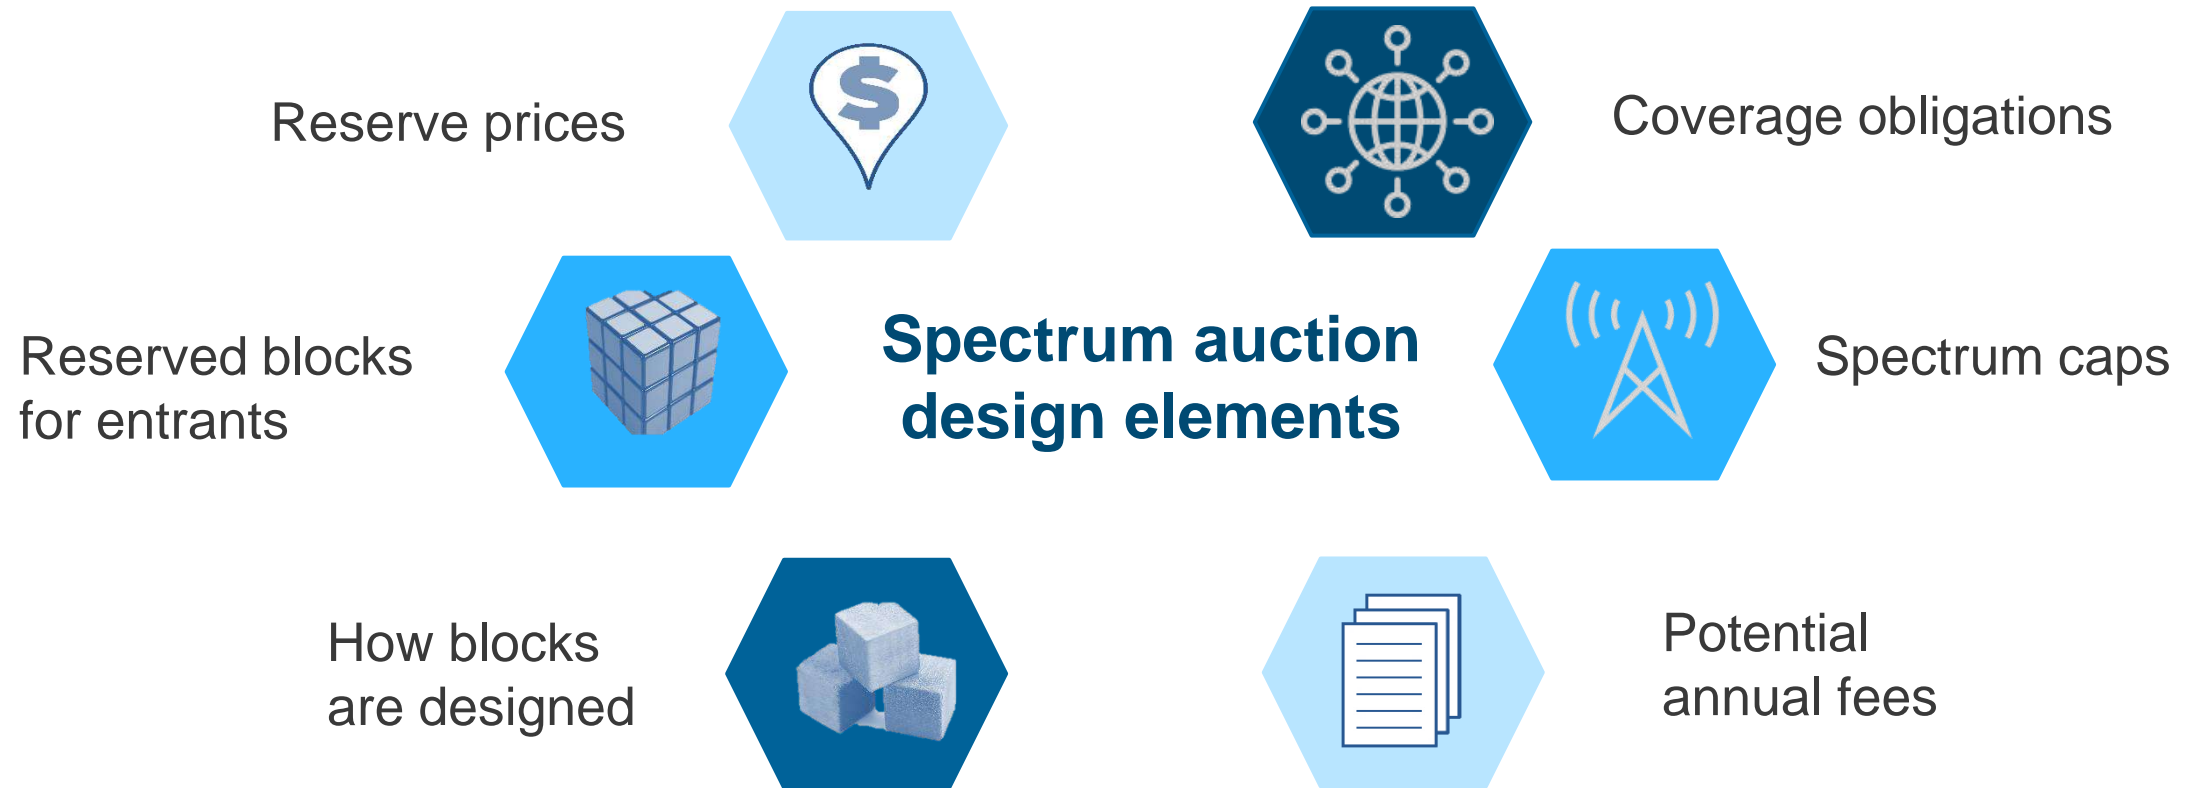 Reserve prices
Coverage obligations
Reserved blocks
for entrants
Spectrum auction
design elements
Spectrum caps
How blocks
are designed
Potential
annual fees